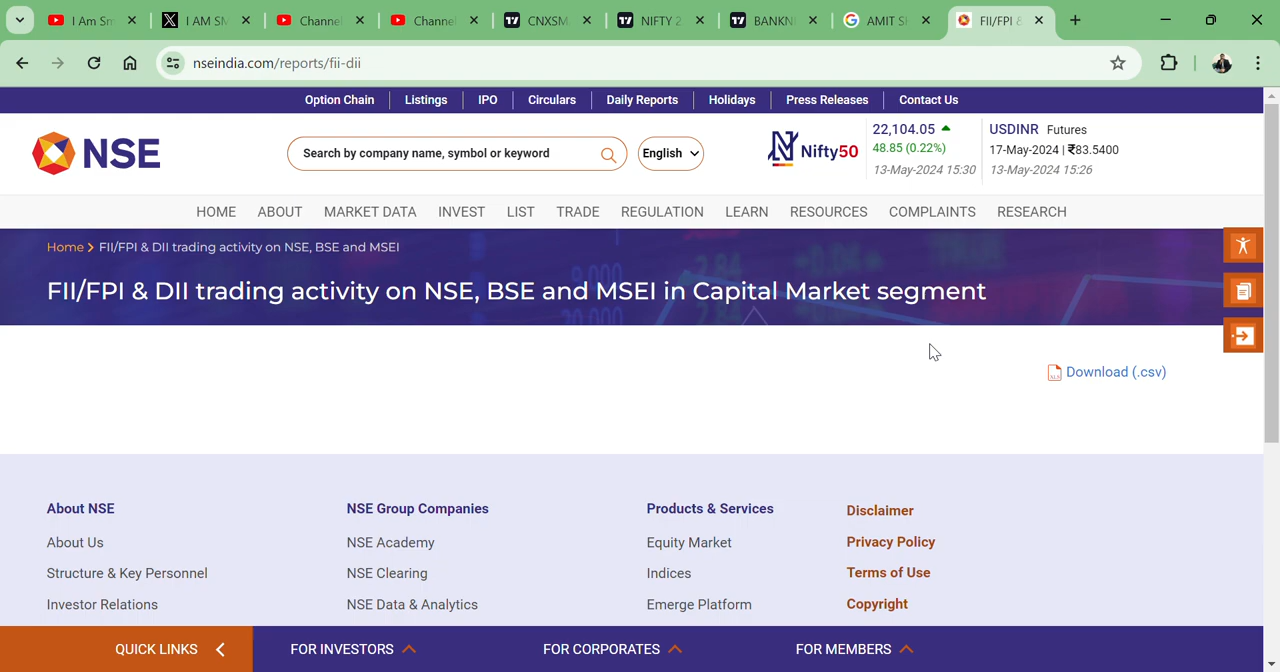 I Am Sm
I AM SM
Channel
Channel
CNXSM
NIFTY 2
BANKNI
AMIT SH
FII/FPI &
nseindia.com/reports/fii-dii
Option Chain Listings IPO Circulars Daily Reports Holidays Press Releases Contact Us
NSE
Search by company name, symbol or keyword
English
Nifty50
22,104.05
48.85 (0.22%)
13-May-2024 15:30
USDINR Futures
17-May-2024 | ₹83.5400
13-May-2024 15:26
HOME ABOUT MARKET DATA INVEST LIST TRADE REGULATION LEARN RESOURCES COMPLAINTS RESEARCH
Home FII/FPI & DII trading activity on NSE, BSE and MSEI
FII/FPI & DII trading activity on NSE, BSE and MSEI in Capital Market segment
XLS Download (.csv)
About NSE NSE Group Companies Products & Services Disclaimer
About Us NSE Academy Equity Market Privacy Policy
Structure & Key Personnel NSE Clearing Indices Terms of Use
Investor Relations NSE Data & Analytics Emerge Platform Copyright
QUICK LINKS FOR INVESTORS FOR CORPORATES FOR MEMBERS